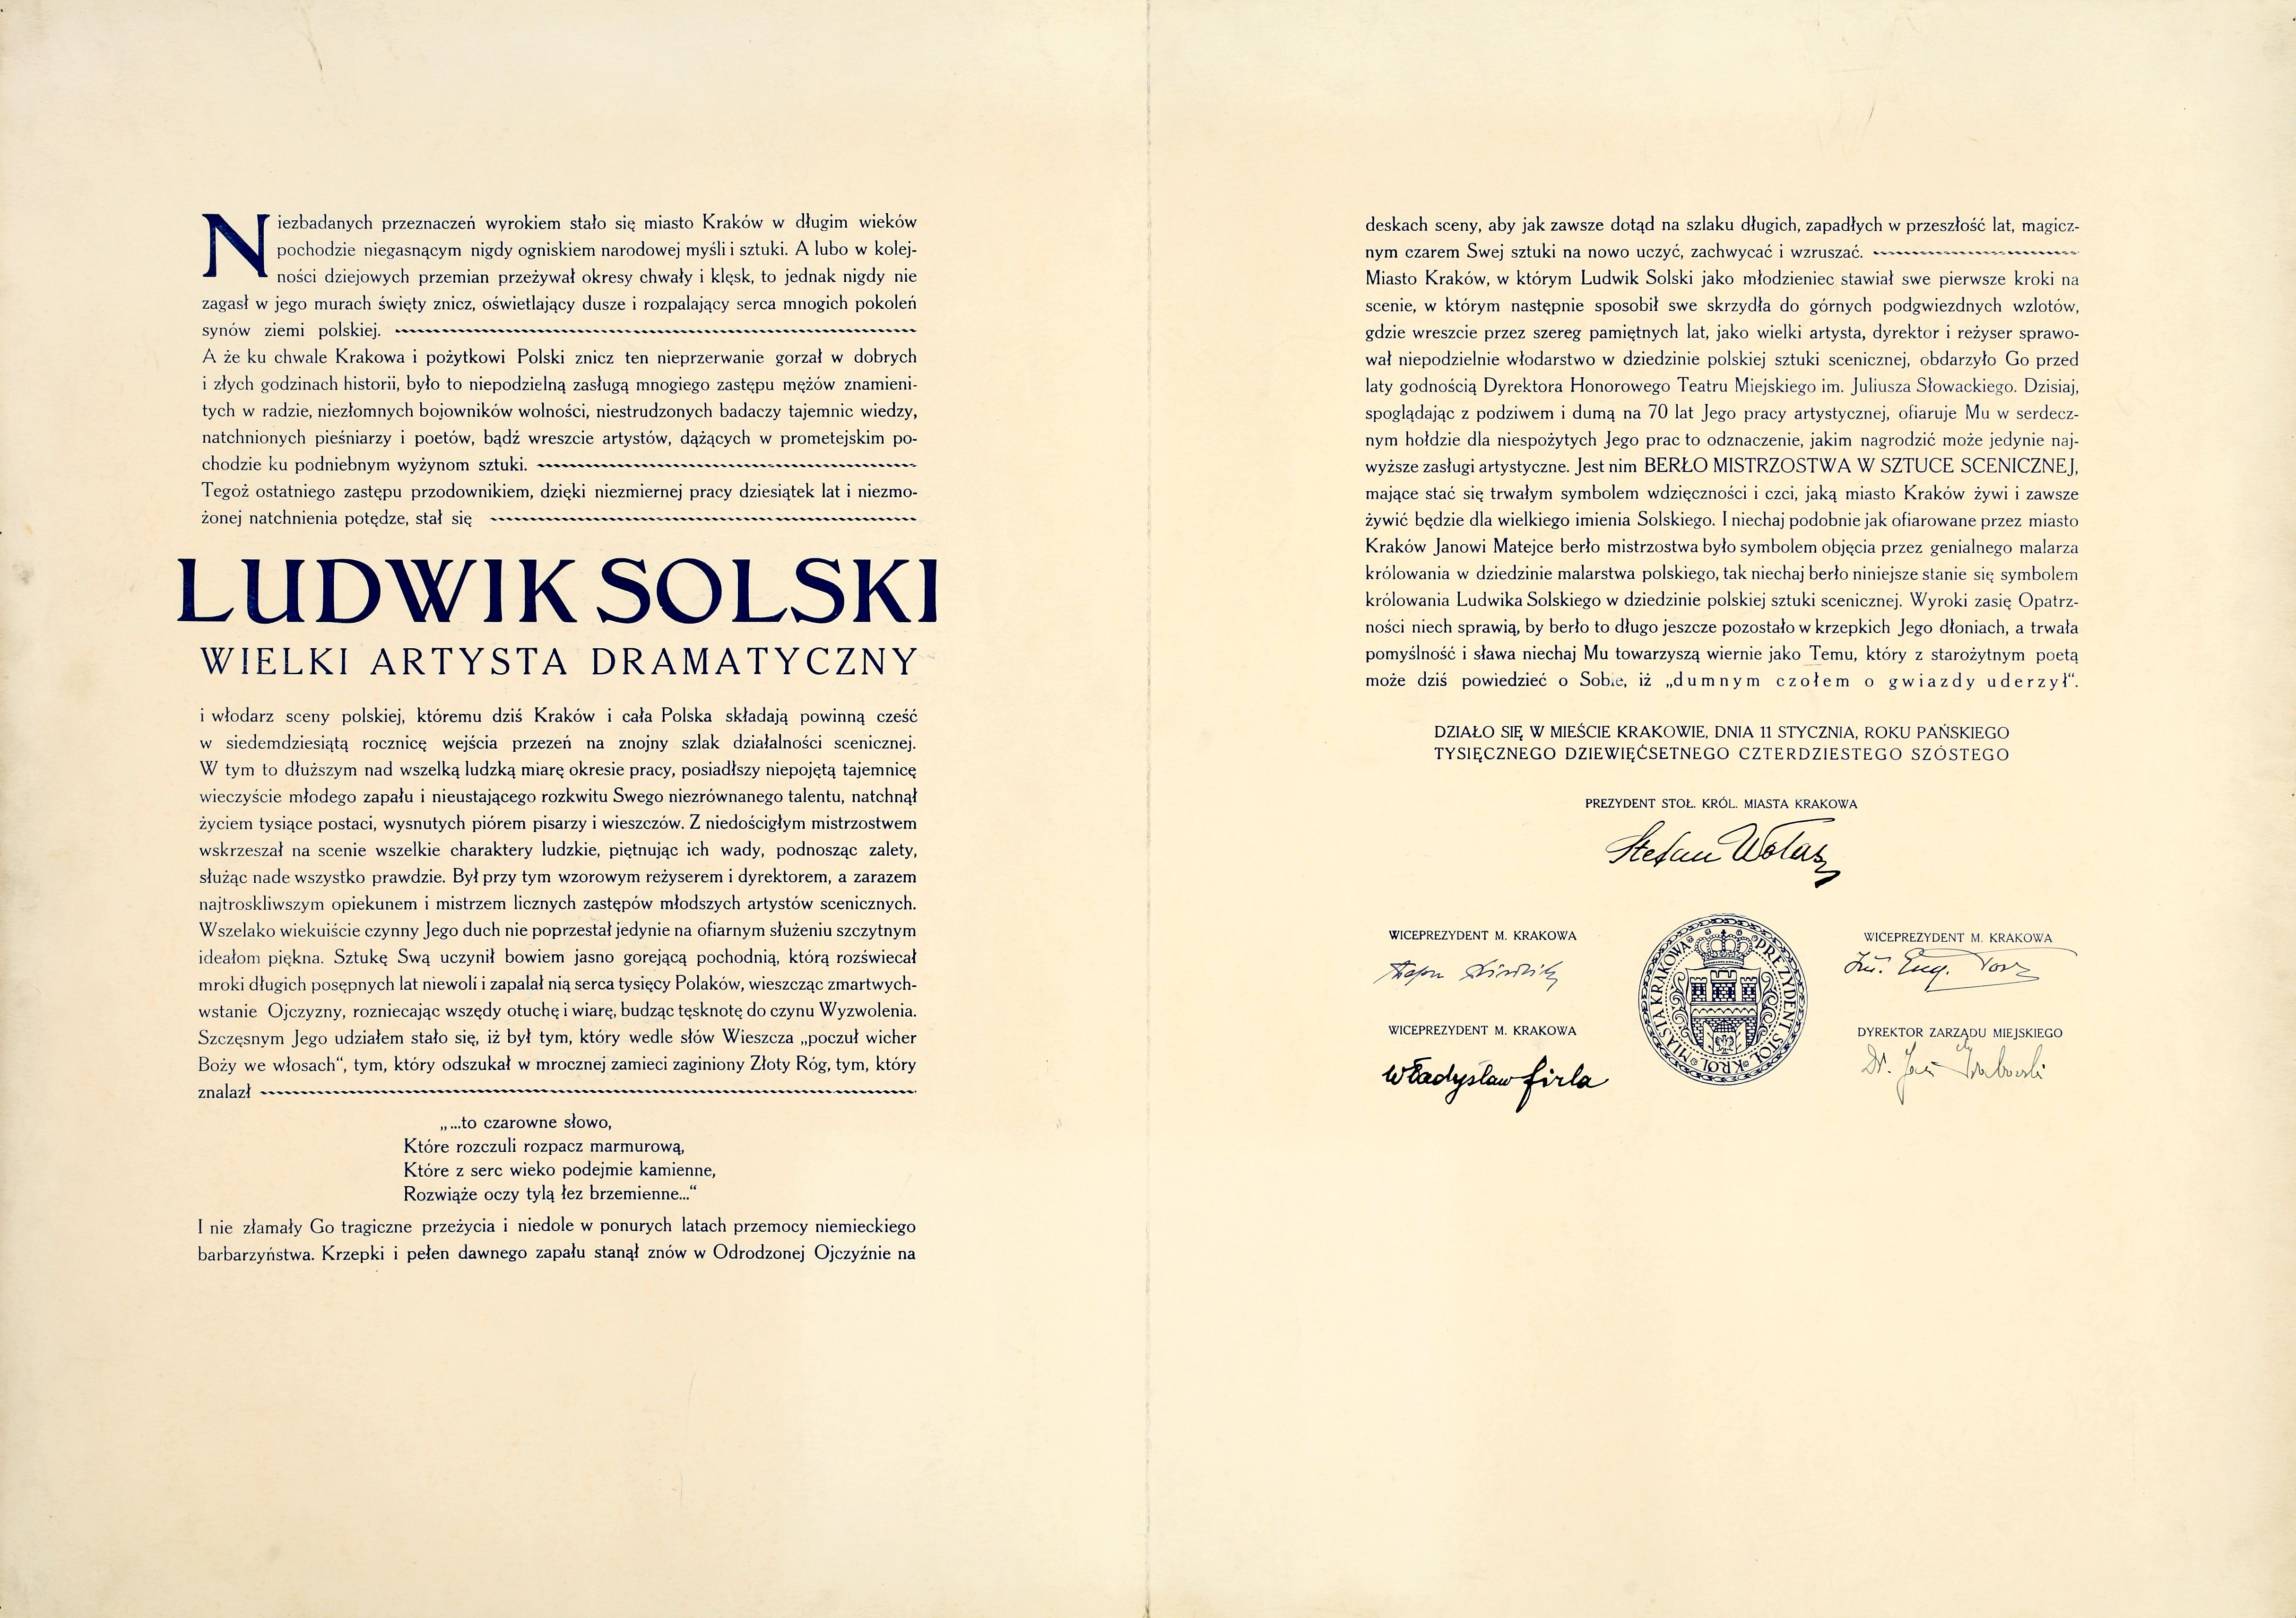 Niezbadanych przeznaczeń wyrokiem stało się miasto Kraków w długim wieków
pochodzie niegasnącym nigdy ogniskiem narodowej myśli i sztuki. A lubo w kolej-
ności dziejowych przemian przeżywał okresy chwały i klęsk, to jednak nigdy nie
zagasł w jego murach święty znicz, oświetlający dusze i rozpalający serca mnogich pokoleń
synów ziemi polskiej.
A że ku chwale Krakowa i pożytkowi Polski znicz ten nieprzerwanie gorzał w dobrych
i złych godzinach historii, było to niepodzielną zasługą mnogiego zastępu mężów znamieni-
tych w radzie, niezłomnych bojowników wolności, niestrudzonych badaczy tajemnic wiedzy,
natchnionych pieśniarzy i poetów, bądź wreszcie artystów, dążących w prometejskim po-
chodzie ku podniebnym wyżynom sztuki.
Tegoż ostatniego zastępu przodownikiem, dzięki niezmiernej pracy dziesiątek lat i niezmo-
żonej natchnienia potędze, stał się
LUDWIK SOLSKI
WIELKI ARTYSTA DRAMATYCZNY
i włodarz sceny polskiej, któremu dziś Kraków i cała Polska składają powinną cześć
w siedemdziesiątą rocznicę wejścia przezeń na znojny szlak działalności scenicznej.
W tym to dłuższym nad wszelką ludzką miarę okresie pracy, posiadłszy niepojętą tajemnicę
wieczyście młodego zapału i nieustającego rozkwitu Swego niezrównanego talentu, natchnął
życiem tysiące postaci, wysnutych piórem pisarzy i wieszczów. Z niedościgłym mistrzostwem
wskrzeszał na scenie wszelkie charaktery ludzkie, piętnując ich wady, podnosząc zalety,
służąc nade wszystko prawdzie. Był przy tym wzorowym reżyserem i dyrektorem, a zarazem
najtroskliwszym opiekunem i mistrzem licznych zastępów młodszych artystów scenicznych.
Wszelako wiekuiście czynny Jego duch nie poprzestał jedynie na ofiarnym służeniu szczytnym
ideałom piękna. Sztukę Swą uczynił bowiem jasno gorejącą pochodnią, którą rozświecał
mroki długich posępnych lat niewoli i zapalał nią serca tysięcy Polaków, wieszcząc zmartwych-
wstanie Ojczyzny, rozniecając wszędy otuchę i wiarę, budząc tęsknotę do czynu Wyzwolenia.
Szczęsnym Jego udziałem stało się, iż był tym, który wedle słów Wieszcza „poczuł wicher
Boży we włosach“, tym, który odszukał w mrocznej zamieci zaginiony Złoty Róg, tym, który
znalazł
„...to czarowne słowo,
Które rozczuli rozpacz marmurową,
Które z serc wieko podejmie kamienne,
Rozwiąże oczy tylą łez brzemienne...“
I nie złamały Go tragiczne przeżycia i niedole w ponurych latach przemocy niemieckiego
barbarzyństwa. Krzepki i pełen dawnego zapału stanął znów w Odrodzonej Ojczyźnie na
deskach sceny, aby jak zawsze dotąd na szlaku długich, zapadłych w przeszłość lat, magicz-
nym czarem Swej sztuki na nowo uczyć, zachwycać i wzruszać.
Miasto Kraków, w którym Ludwik Solski jako młodzieniec stawiał swe pierwsze kroki na
scenie, w którym następnie sposobił swe skrzydła do górnych podgwiezdnych wzlotów,
gdzie wreszcie przez szereg pamiętnych lat, jako wielki artysta, dyrektor i reżyser sprawo-
wał niepodzielnie włodarstwo w dziedzinie polskiej sztuki scenicznej, obdarzyło Go przed
laty godnością Dyrektora Honorowego Teatru Miejskiego im. Juliusza Słowackiego. Dzisiaj,
spoglądając z podziwem i dumą na 70 lat Jego pracy artystycznej, ofiaruje Mu w serdecz-
nym hołdzie dla niespożytych Jego prac to odznaczenie, jakim nagrodzić może jedynie naj-
wyższe zasługi artystyczne. Jest nim BERŁO MISTRZOSTWA W SZTUCE SCENICZNEJ,
mające stać się trwałym symbolem wdzięczności i czci, jaką miasto Kraków żywi i zawsze
żywić będzie dla wielkiego imienia Solskiego. I niechaj podobnie jak ofiarowane przez miasto
Kraków Janowi Matejce berło mistrzostwa było symbolem objęcia przez genialnego malarza
królowania w dziedzinie malarstwa polskiego, tak niechaj berło niniejsze stanie się symbolem
królowania Ludwika Solskiego w dziedzinie polskiej sztuki scenicznej. Wyroki zasię Opatrz-
ności niech sprawią, by berło to długo jeszcze pozostało w krzepkich Jego dłoniach, a trwała
pomyślność i sława niechaj Mu towarzyszą wiernie jako Temu, który z starożytnym poetą
może dziś powiedzieć o Sobie, iż „dumnym czołem o gwiazdy uderzył“.
DZIAŁO SIĘ W MIEŚCIE KRAKOWIE, DNIA 11 STYCZNIA, ROKU PAŃSKIEGO
TYSIĘCZNEGO DZIEWIĘĆSETNEGO CZTERDZIESTEGO SZÓSTEGO
PREZYDENT STOŁ. KRÓL. MIASTA KRAKOWA
Stefan Wolas
WICEPREZYDENT M. KRAKOWA
WICEPREZYDENT M. KRAKOWA
Inż. Eug. Tor
PREZYDENT STOŁ. KRÓL. MIASTA KRAKOWA
WICEPREZYDENT M. KRAKOWA
Władysław Firla
DYREKTOR ZARZĄDU MIEJSKIEGO
Dr. Jan